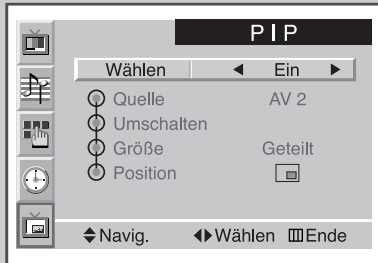 PIP
Wählen ◄ Ein ►
Quelle AV 2
Umschalten
Größe Geteilt
Position
Navig. Wählen Ende